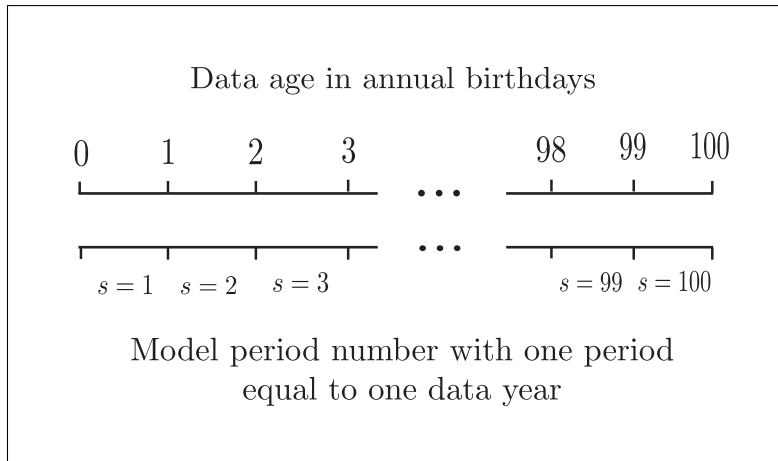 Data age in annual birthdays
0 1 2 3 98 99 100
s = 1 s = 2 s = 3 s = 99 s = 100
Model period number with one period
equal to one data year